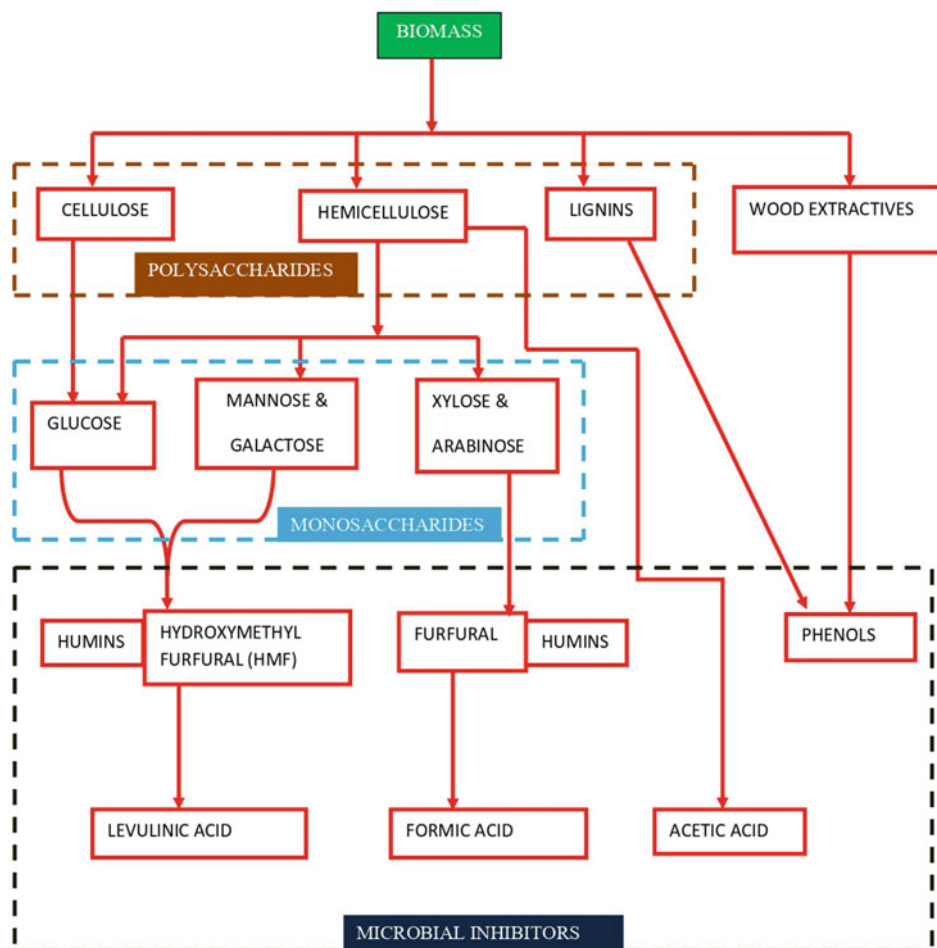 BIOMASS
CELLULOSE
HEMICELLULOSE
LIGNINS
WOOD EXTRACTIVES
POLYSACCHARIDES
GLUCOSE
MANNOSE &
GALACTOSE
XYLOSE &
ARABINOSE
MONOSACCHARIDES
HUMINS
HYDROXYMETHYL
FURFURAL (HMF)
FURFURAL
HUMINS
PHENOLS
LEVULINIC ACID
FORMIC ACID
ACETIC ACID
MICROBIAL INHIBITORS